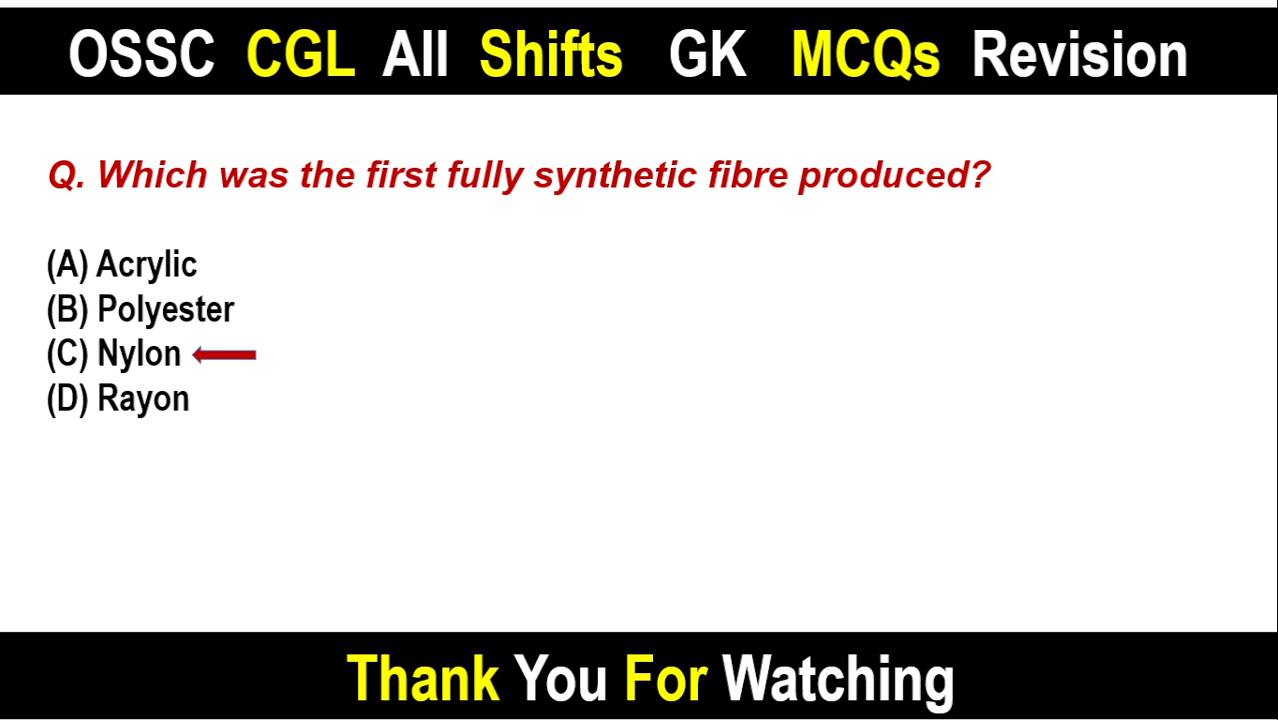 OSSC CGL All Shifts GK MCQs Revision
Q. Which was the first fully synthetic fibre produced?
(A) Acrylic
(B) Polyester
(C) Nylon
(D) Rayon
Thank You For Watching